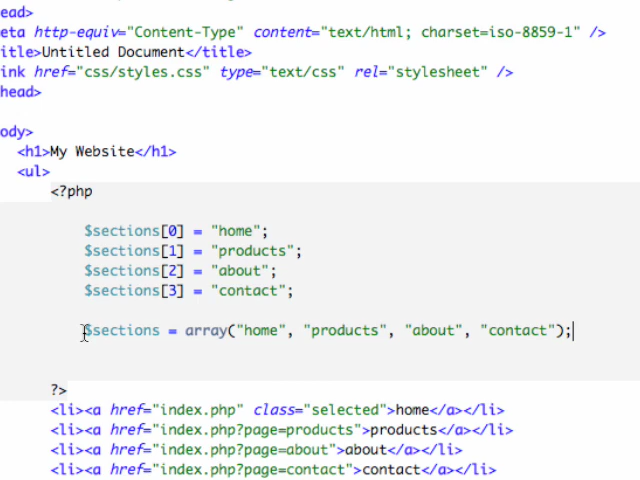 ead>
eta http-equiv="Content-Type" content="text/html; charset=iso-8859-1" />
itle>Untitled Document</title>
ink href="css/styles.css" type="text/css" rel="stylesheet" />
head>
ody>
<h1>My Website</h1>
<ul>
<?php
$sections[0] = "home";
$sections[1] = "products";
$sections[2] = "about";
$sections[3] = "contact";
$sections = array("home", "products", "about", "contact");
?>
<li><a href="index.php" class="selected">home</a></li>
<li><a href="index.php?page=products">products</a></li>
<li><a href="index.php?page=about">about</a></li>
<li><a href="index.php?page=contact">contact</a></li>